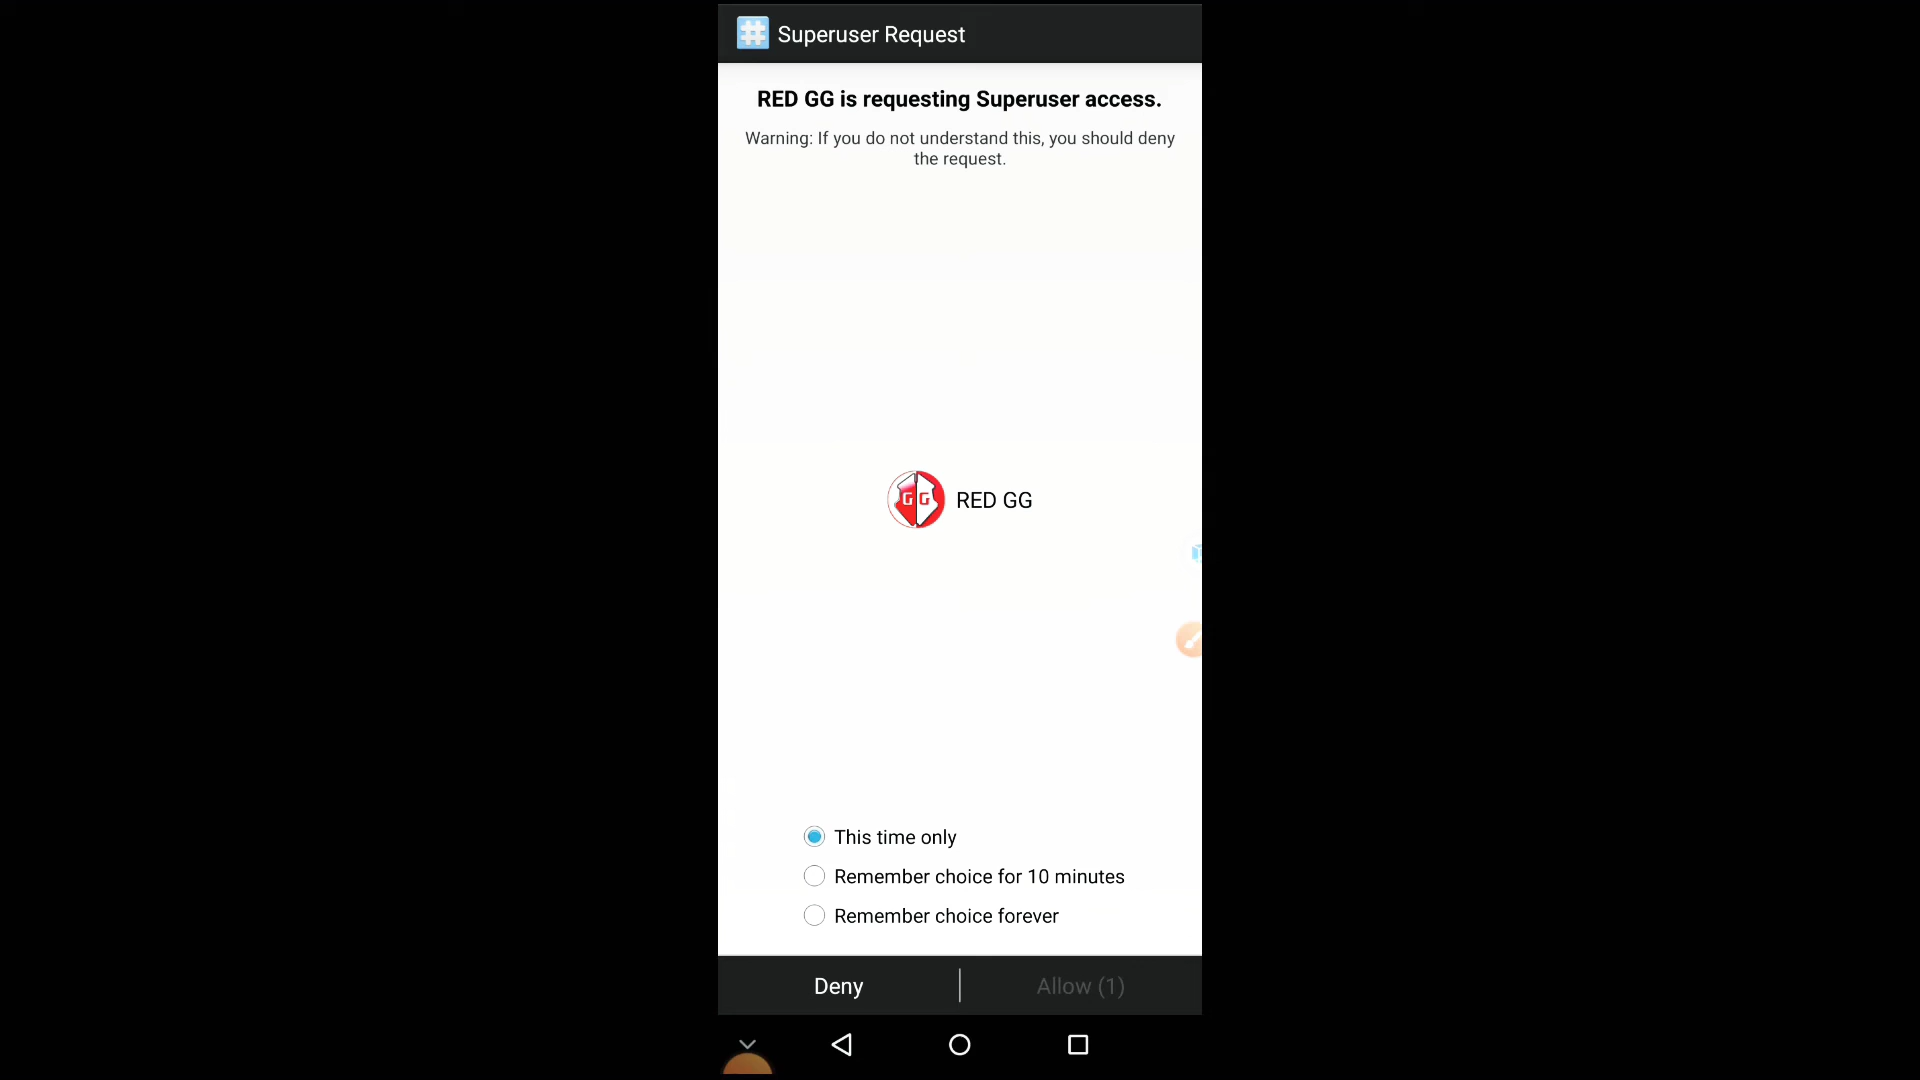 Superuser Request
RED GG is requesting Superuser access.
Warning: If you do not understand this, you should deny
the request.
GG
RED GG
This time only
Remember choice for 10 minutes
Remember choice forever
Deny
Allow (1)